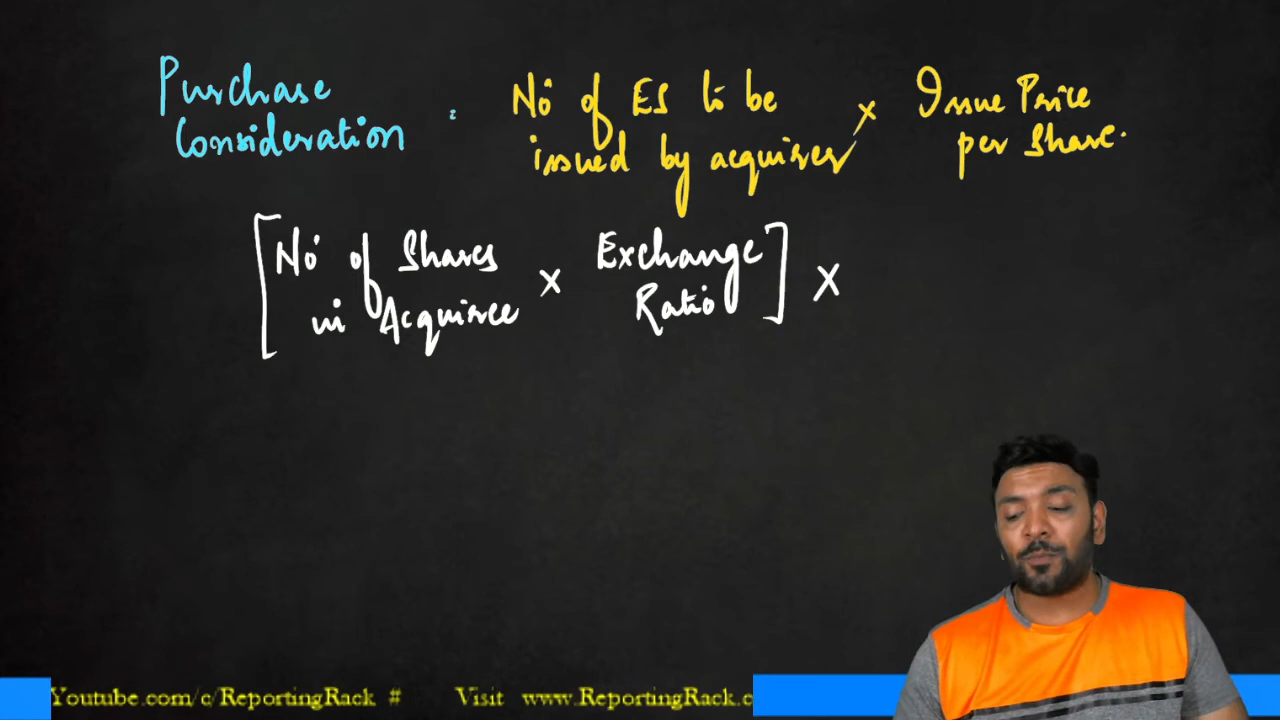 Purchase Consideration = No of ES to be issued by acquirer × Issue Price per Share.
[No of Shares in Acquiree × Exchange Ratio] ×
Youtube.com/c/ReportingRack # Visit www.ReportingRack.c